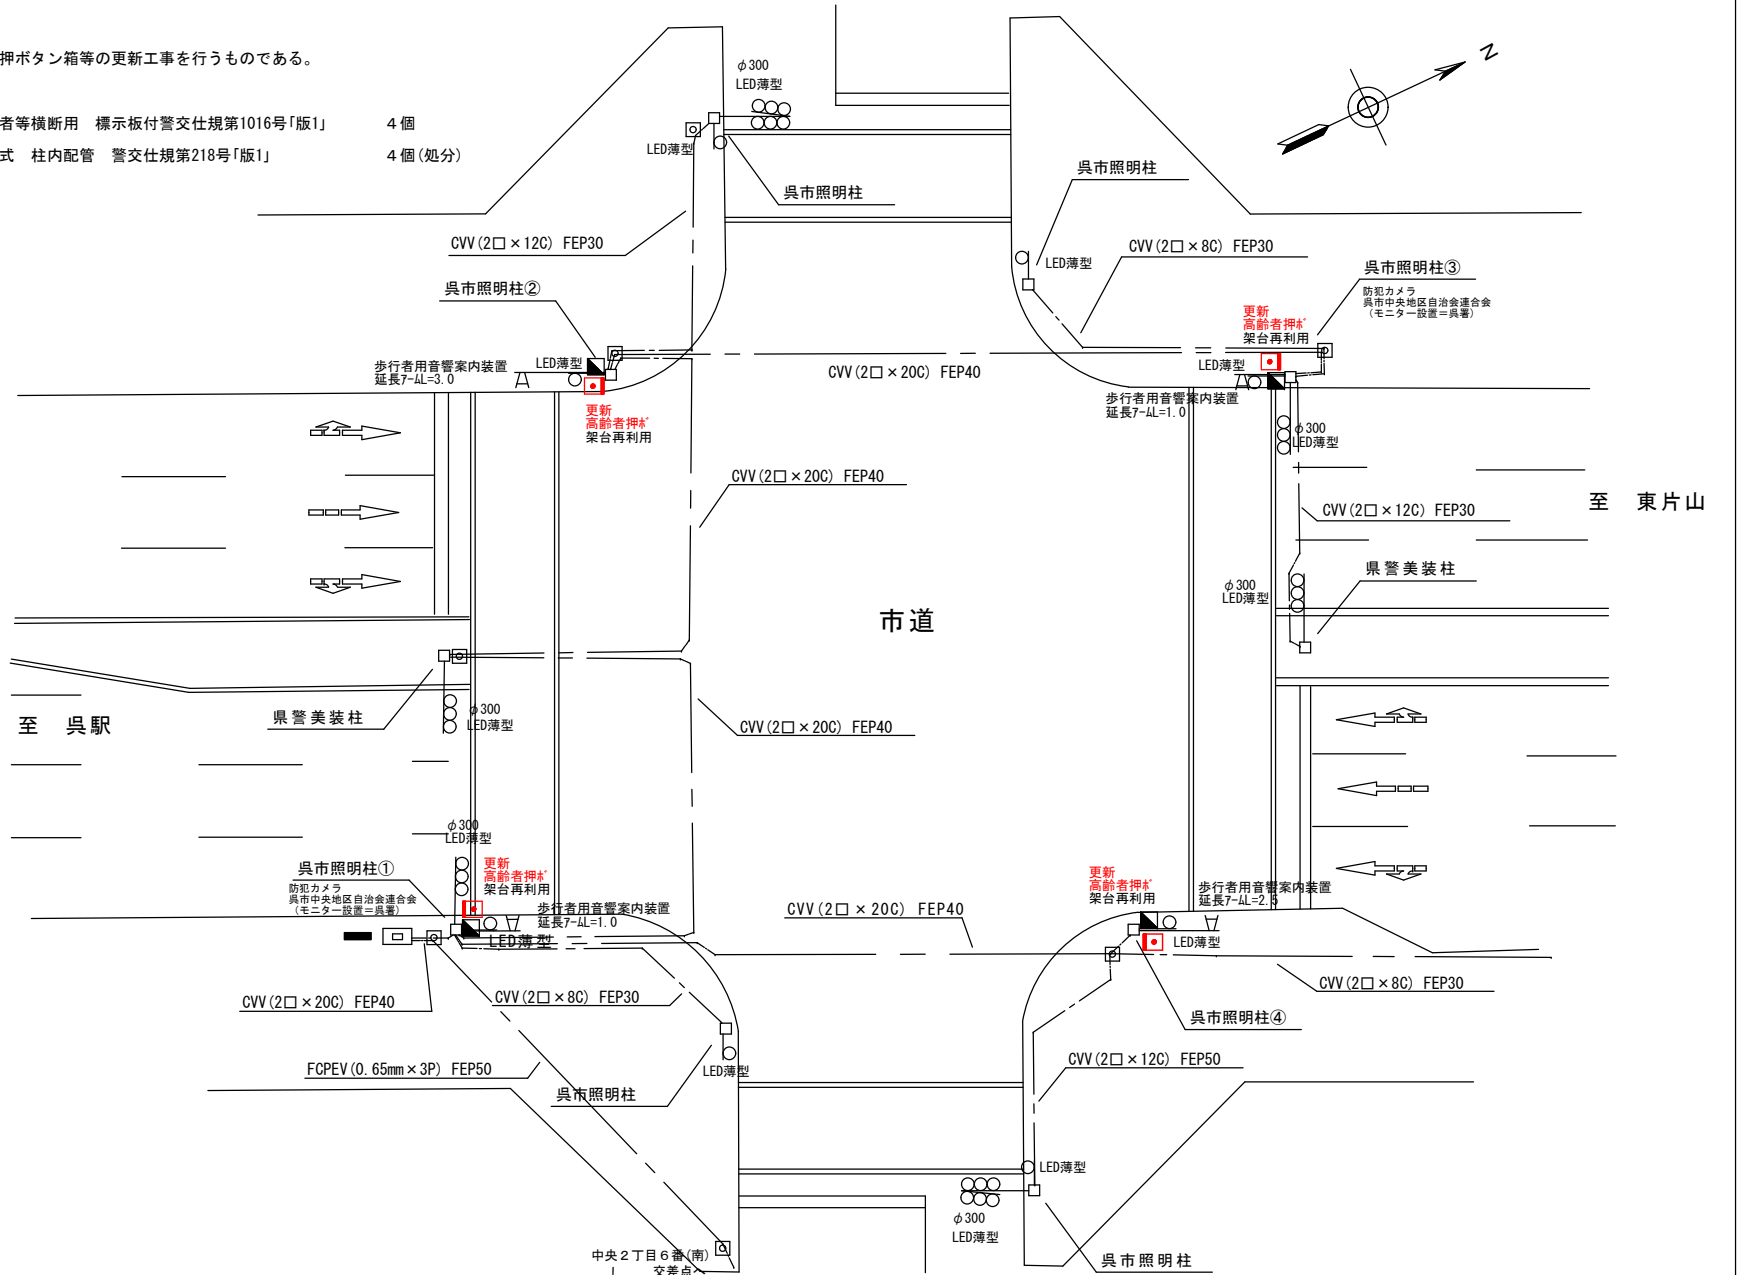 押ボタン箱等の更新工事を行うものである。
者等横断用　標示板付警交仕規第1016号｢版1｣　4個
式　柱内配管　警交仕規第218号｢版1｣　4個(処分)
φ300
LED薄型
LED薄型
呉市照明柱
N
呉市照明柱
CVV(2□×12C) FEP30
LED薄型
CVV(2□×8C) FEP30
呉市照明柱②
呉市照明柱③
防犯カメラ
呉市中央地区自治会連合会
(モニター設置＝呉署)
更新
高齢者押ﾎﾞ
架台再利用
歩行者用音響案内装置
延長ｱｰﾑL=3.0
LED薄型
LED薄型
CVV(2□×20C) FEP40
歩行者用音響案内装置
延長ｱｰﾑL=1.0
更新
高齢者押ﾎﾞ
架台再利用
φ300
LED薄型
CVV(2□×20C) FEP40
至　東片山
CVV(2□×12C) FEP30
県警美装柱
φ300
LED薄型
市道
至　呉駅
県警美装柱
φ300
LED薄型
CVV(2□×20C) FEP40
φ300
LED薄型
呉市照明柱①
防犯カメラ
呉市中央地区自治会連合会
(モニター設置＝呉署)
更新
高齢者押ﾎﾞ
架台再利用
歩行者用音響案内装置
延長ｱｰﾑL=1.0
LED薄型
CVV(2□×20C) FEP40
更新
高齢者押ﾎﾞ
架台再利用
歩行者用音響案内装置
延長ｱｰﾑL=2.5
LED薄型
CVV(2□×20C) FEP40
CVV(2□×8C) FEP30
CVV(2□×8C) FEP30
呉市照明柱④
FCPEV(0.65mm×3P) FEP50
LED薄型
CVV(2□×12C) FEP50
呉市照明柱
LED薄型
φ300
LED薄型
中央2丁目6番(南)
交差点へ
呉市照明柱